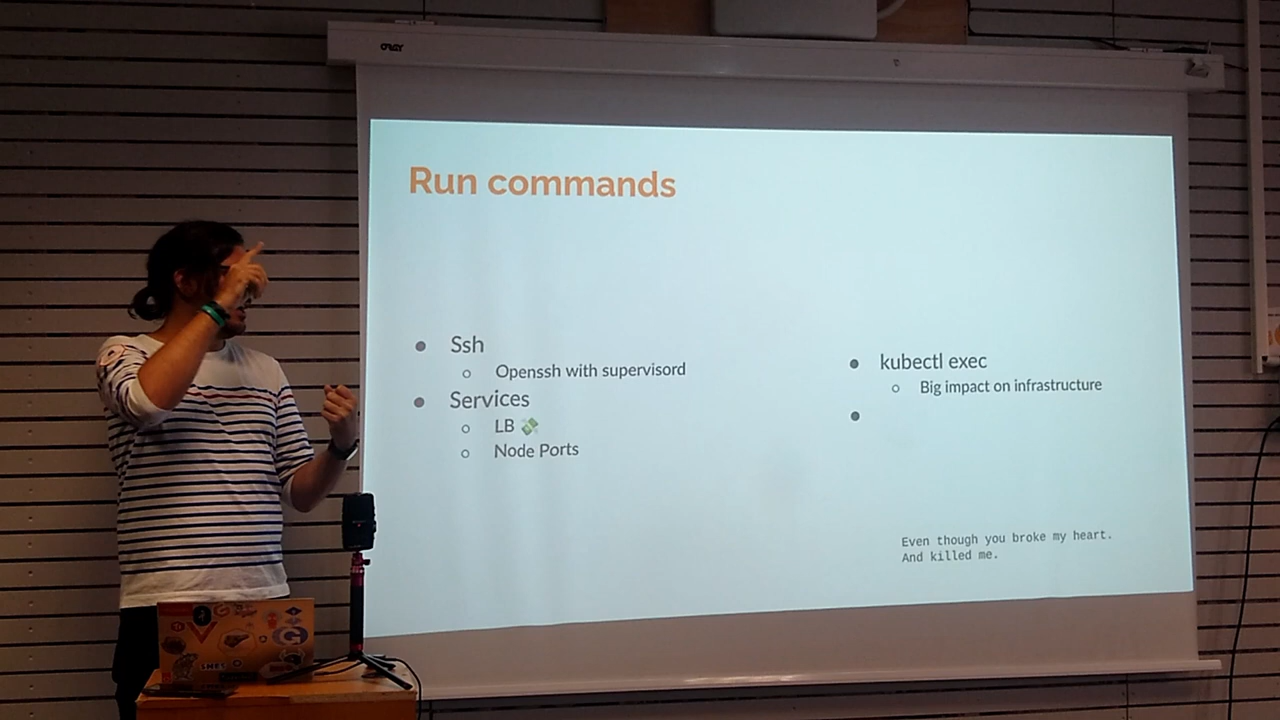 ORAY
Run commands
Ssh
Openssh with supervisord
Services
LB 💸
Node Ports
kubectl exec
Big impact on infrastructure
Even though you broke my heart.
And killed me.